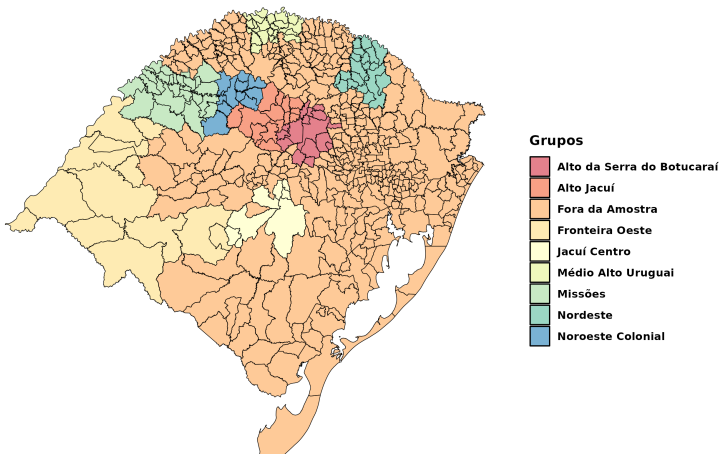 Grupos
Alto da Serra do Botucaraí
Alto Jacuí
Fora da Amostra
Fronteira Oeste
Jacuí Centro
Médio Alto Uruguai
Missões
Nordeste
Noroeste Colonial